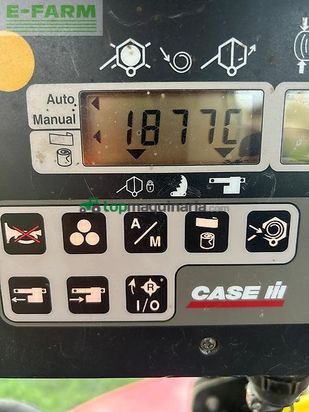 E-FARM
Auto
Manual
1877C
topmaquinaria.com
A/M
R
I/O
CASE IH